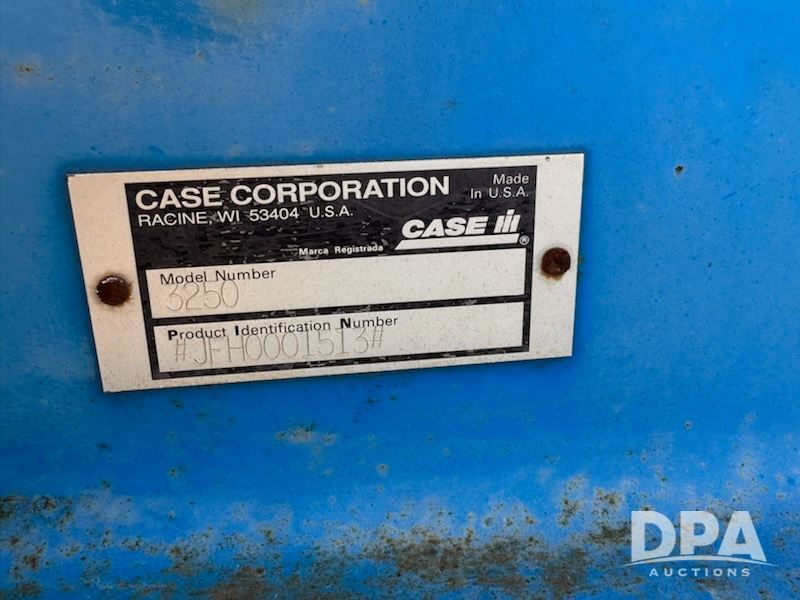 CASE CORPORATION
RACINE, WI 53404 U.S.A.
Made
In U.S.A.
Marca Registrada
CASE IH ®
Model Number
3250
Product Identification Number
#JFH0001513#
DPA
AUCTIONS